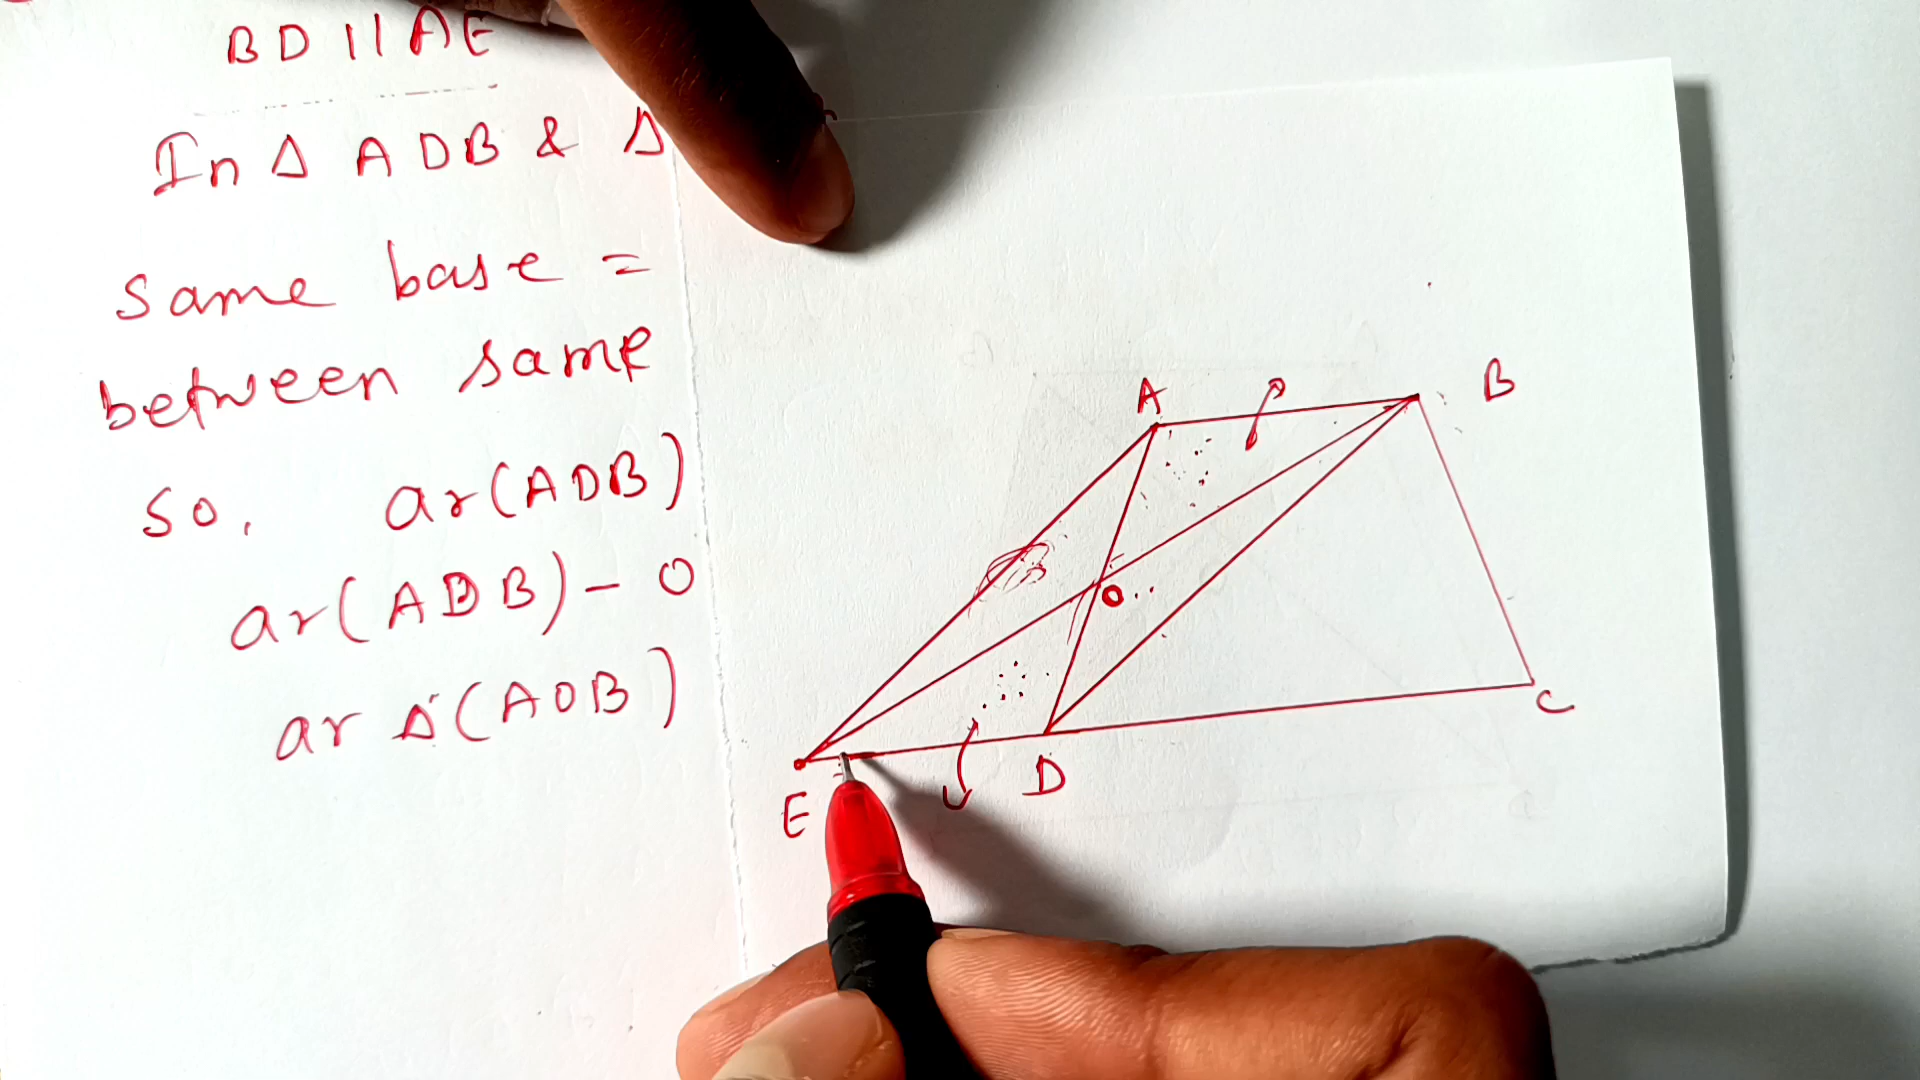 BD || AE
In Δ ADB & Δ
same base =
between same
so, ar(ADB)
ar(ADB) - O
ar Δ(AOB)
A
B
O
C
D
E